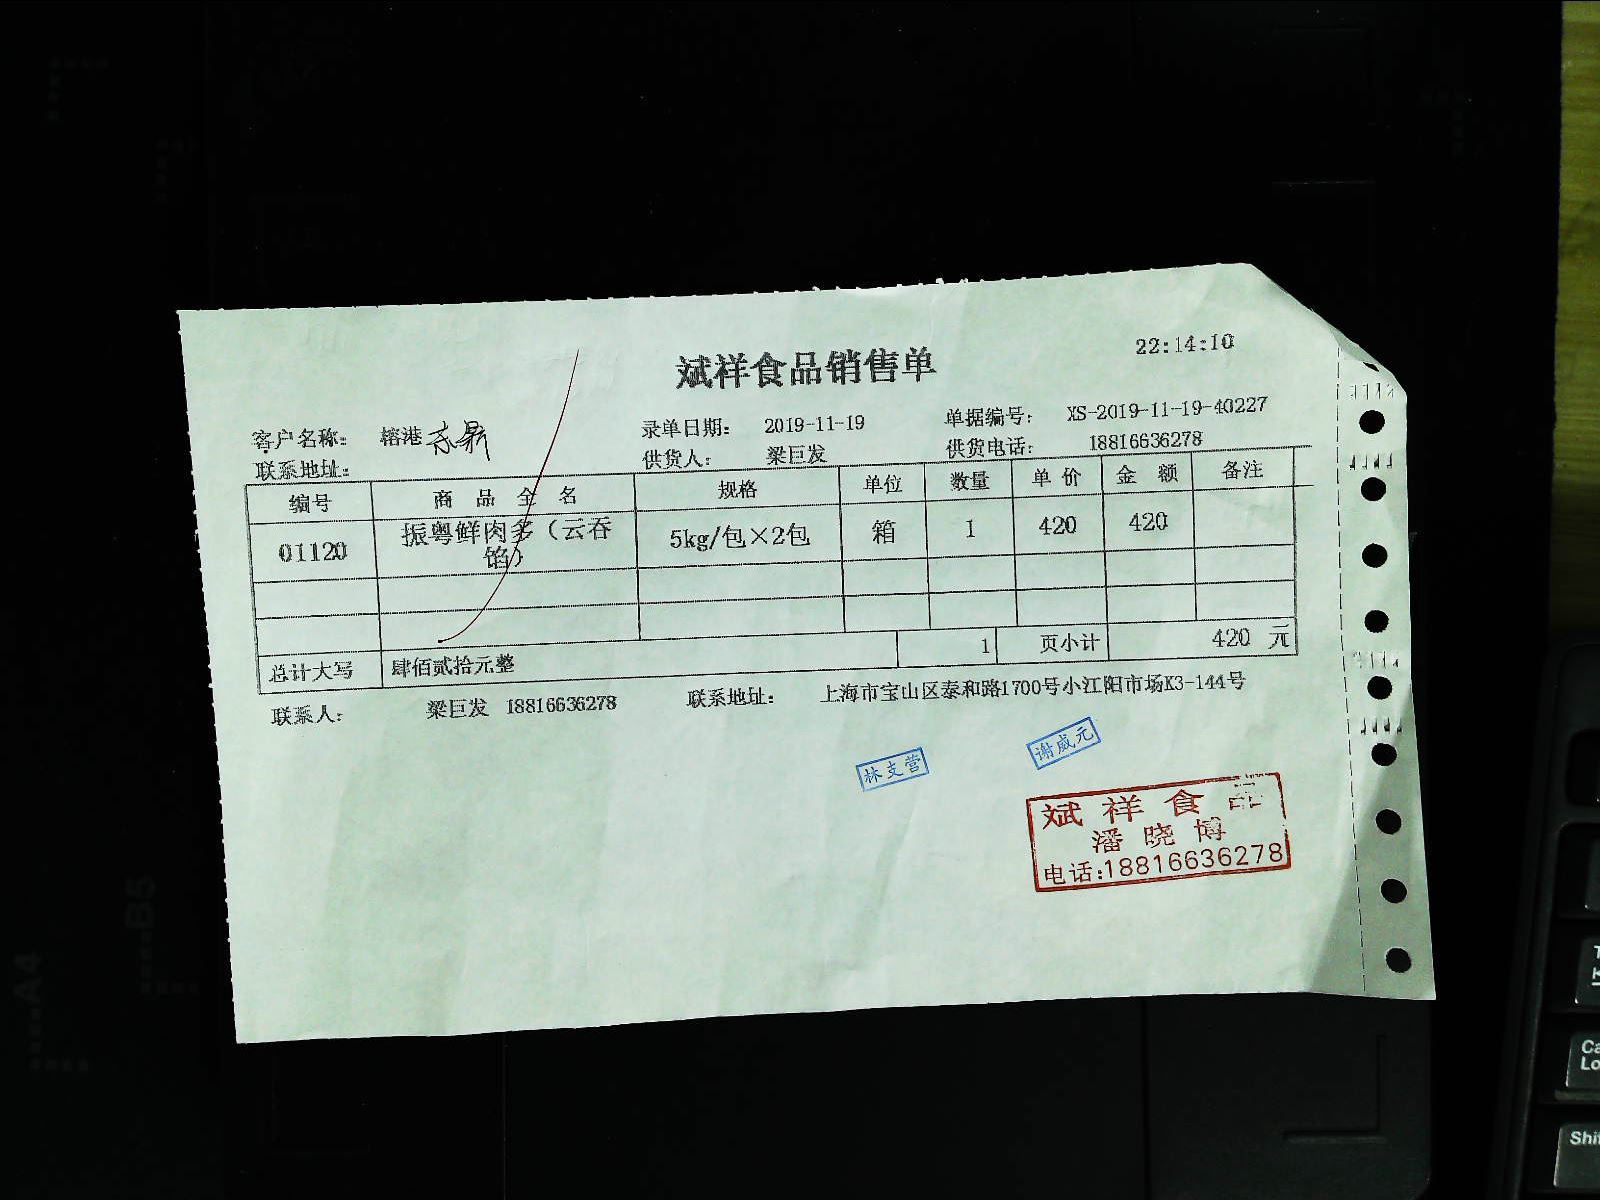 22:14:10
斌祥食品销售单
客户名称: 榕港 录单日期: 2019-11-19 单据编号: XS-2019-11-19-40227
联系地址: 供货人: 梁巨发 供货电话: 18816636278
编号 商品全名 规格 单位 数量 单价 金额 备注
01120 振粤鲜肉多（云吞馅） 5kg/包×2包 箱 1 420 420
总计大写 肆佰贰拾元整 1 页小计 420 元
联系人: 梁巨发 18816636278 联系地址: 上海市宝山区泰和路1700号小江阳市场K3-144号
林支营
谢威元
斌祥食品
潘晓博
电话:18816636278
A4
B5
Shi